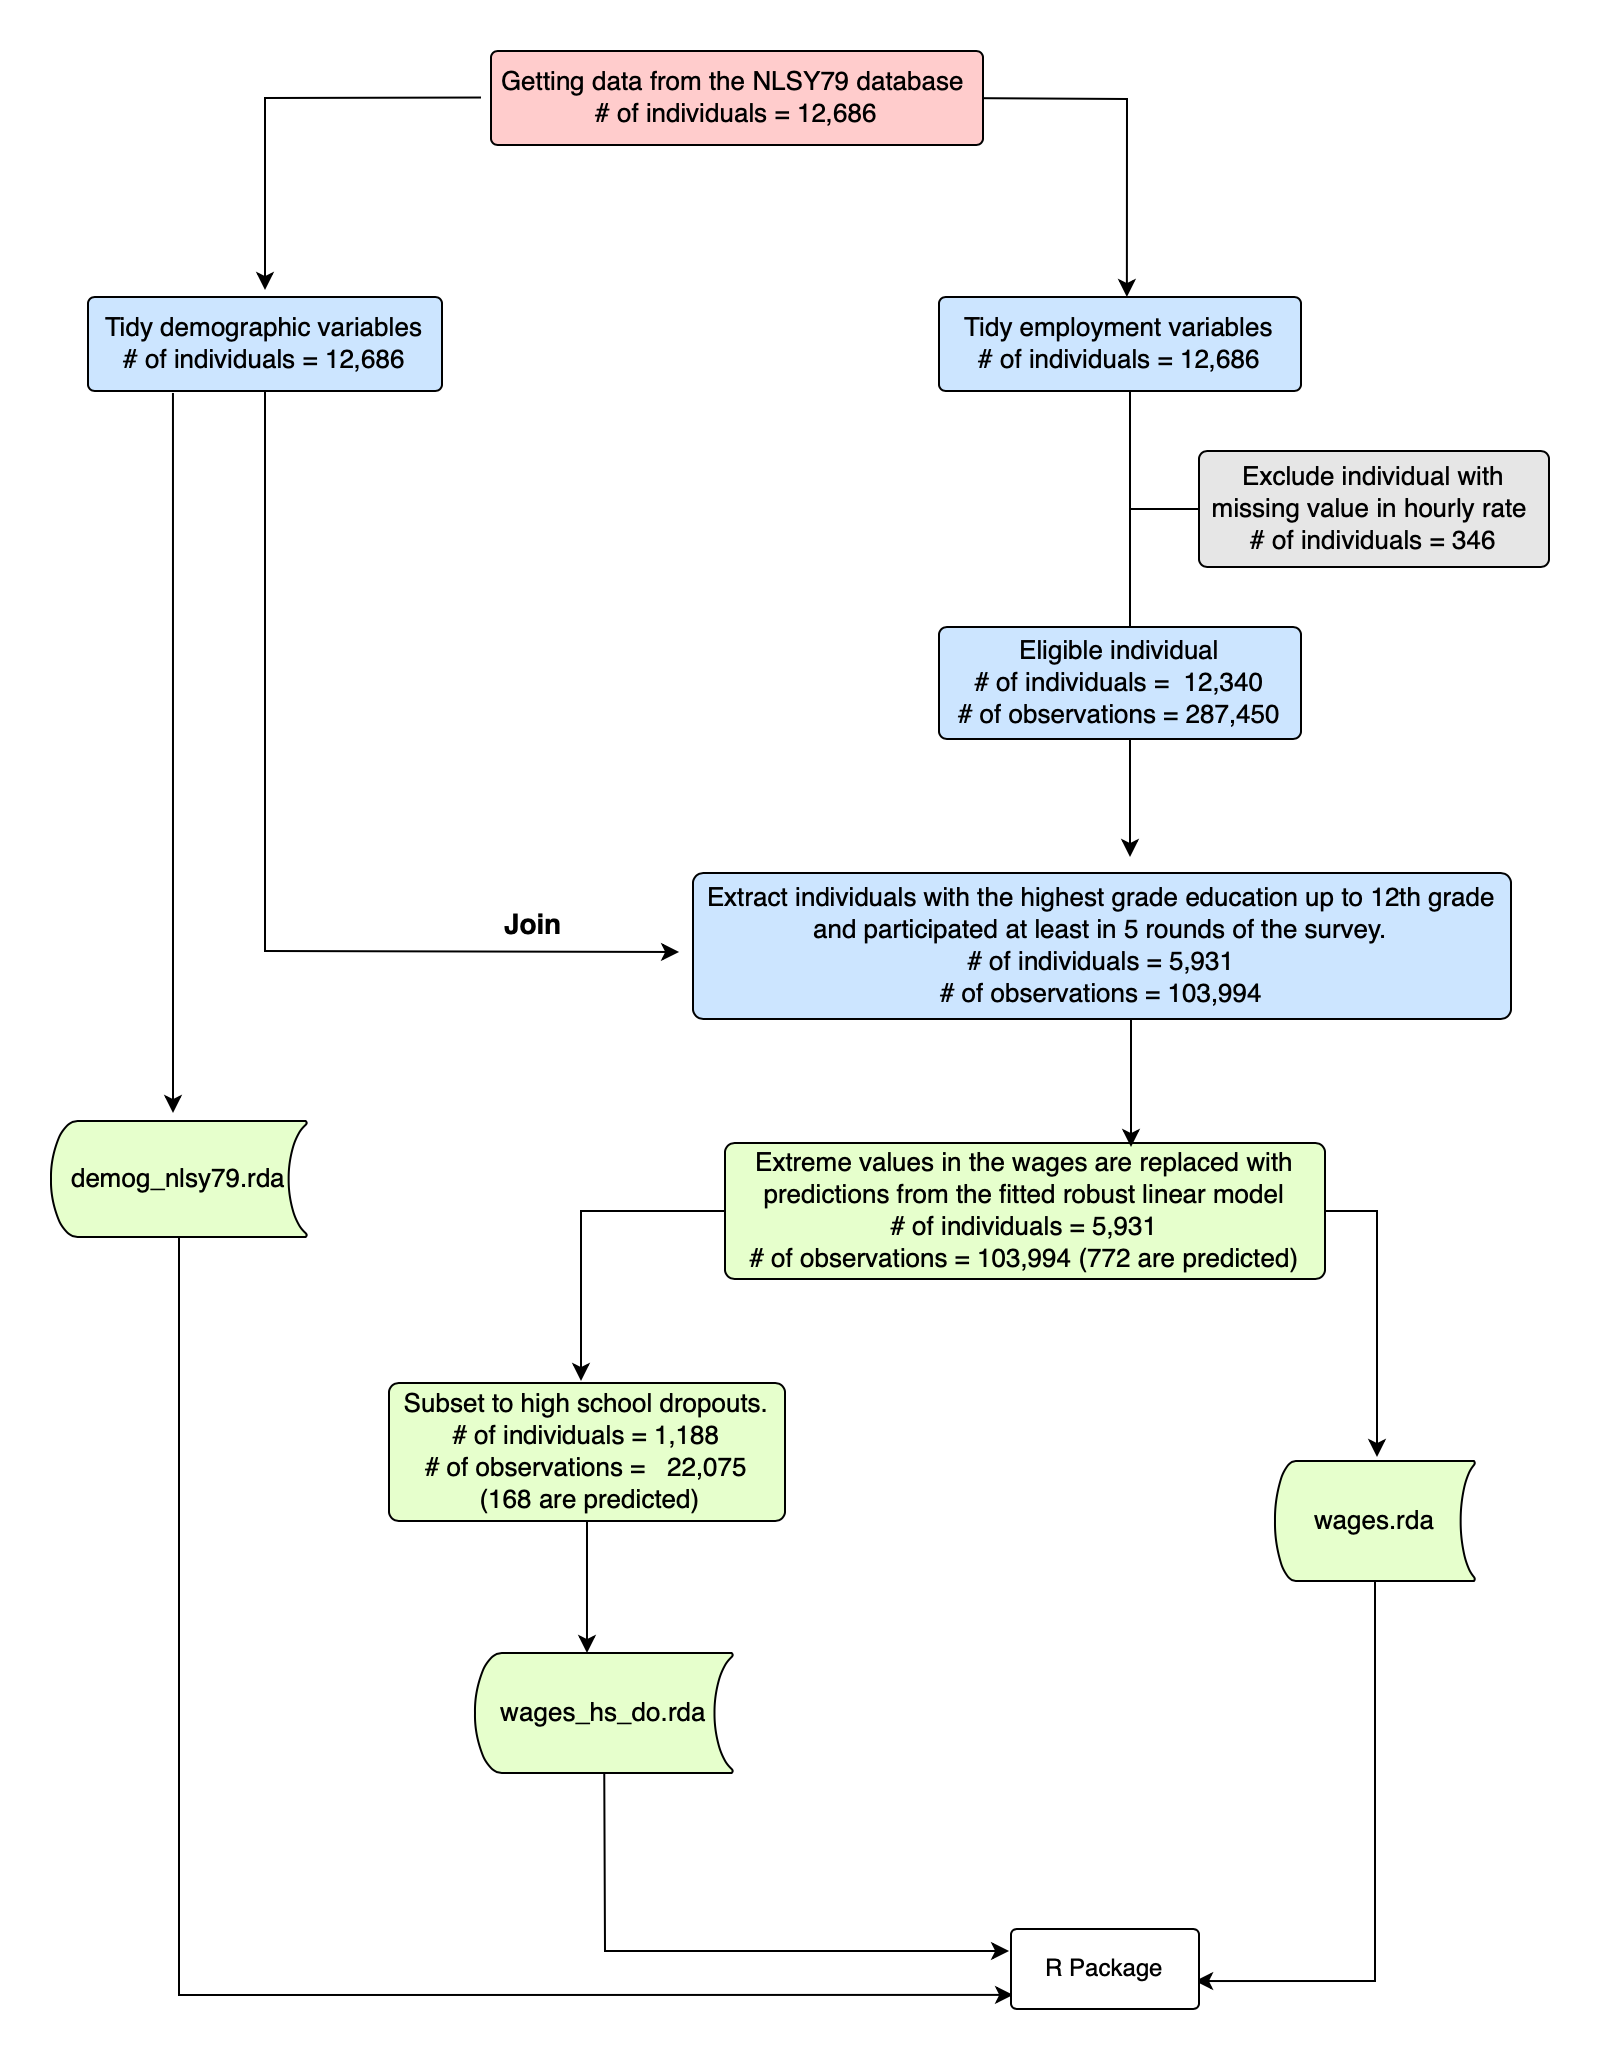 Getting data from the NLSY79 database
# of individuals = 12,686
Tidy demographic variables
# of individuals = 12,686
Tidy employment variables
# of individuals = 12,686
Exclude individual with
missing value in hourly rate
# of individuals = 346
Eligible individual
# of individuals = 12,340
# of observations = 287,450
Join
Extract individuals with the highest grade education up to 12th grade
and participated at least in 5 rounds of the survey.
# of individuals = 5,931
# of observations = 103,994
demog_nlsy79.rda
Extreme values in the wages are replaced with
predictions from the fitted robust linear model
# of individuals = 5,931
# of observations = 103,994 (772 are predicted)
Subset to high school dropouts.
# of individuals = 1,188
# of observations = 22,075
(168 are predicted)
wages.rda
wages_hs_do.rda
R Package